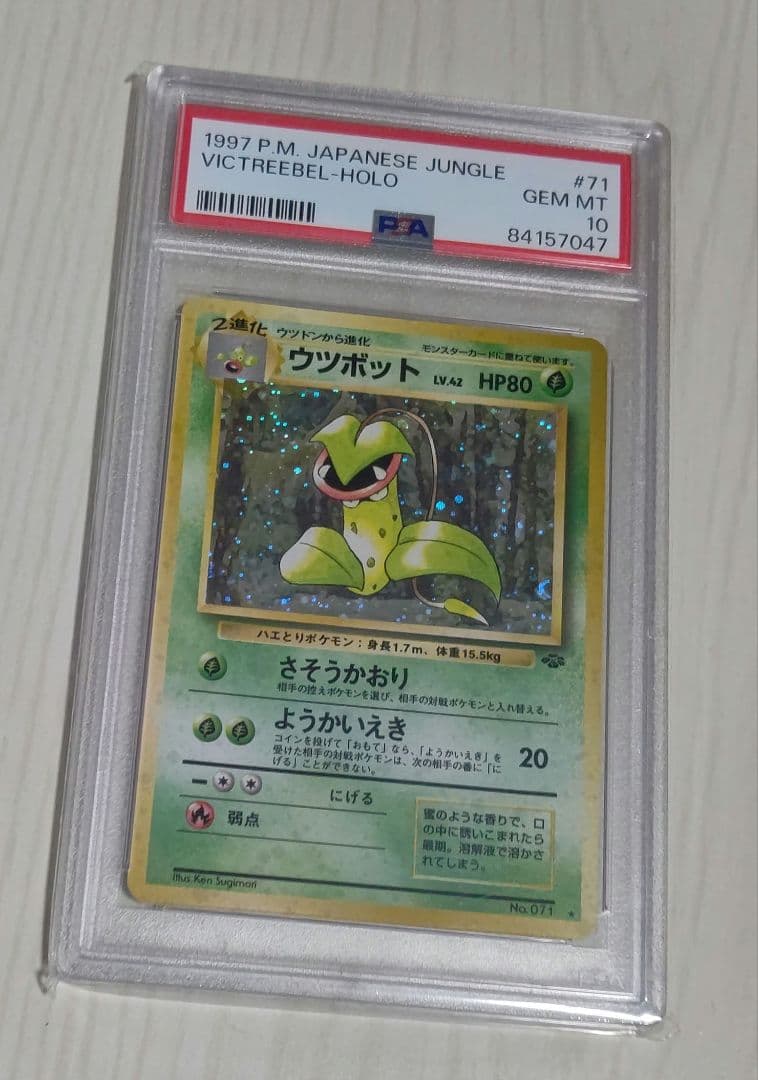 1997 P.M. JAPANESE JUNGLE #71
VICTREEBEL-HOLO GEM MT
10
PSA 84157047
2進化 ウツドンから進化 モンスターカードに重ねて使います。
ウツボット LV.42 HP80
ハエとりポケモン；身長1.7m、体重15.5kg
さそうかおり
相手の控えポケモンを選び、相手の対戦ポケモンと入れ替える。
ようかいえき 20
コインを投げて「おもて」なら、「ようかいえき」を
受けた相手の対戦ポケモンは、次の相手の番に「に
げる」ことができない。
にげる
弱点
蜜のような香りで、口
の中に誘いこまれたら
最期。溶解液で溶かさ
れてしまう。
Illus.Ken Sugimori
No.071 ★